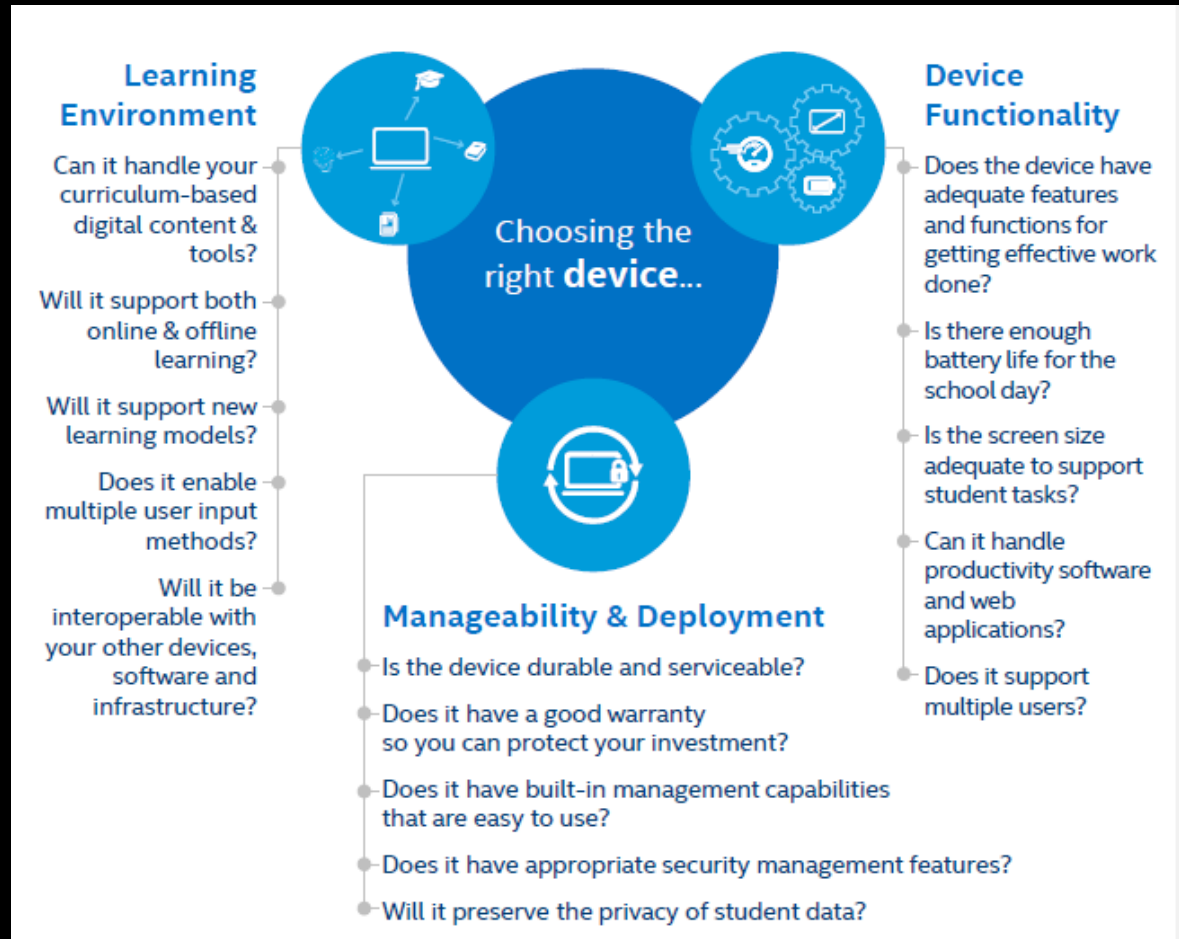 Learning
Environment
Can it handle your
curriculum-based
digital content &
tools?
Will it support both
online & offline
learning?
Will it support new
learning models?
Does it enable
multiple user input
methods?
Will it be
interoperable with
your other devices,
software and
infrastructure?
Choosing the
right device...
Device
Functionality
Does the device have
adequate features
and functions for
getting effective work
done?
Is there enough
battery life for the
school day?
Is the screen size
adequate to support
student tasks?
Can it handle
productivity software
and web
applications?
Does it support
multiple users?
Manageability & Deployment
Is the device durable and serviceable?
Does it have a good warranty
so you can protect your investment?
Does it have built-in management capabilities
that are easy to use?
Does it have appropriate security management features?
Will it preserve the privacy of student data?